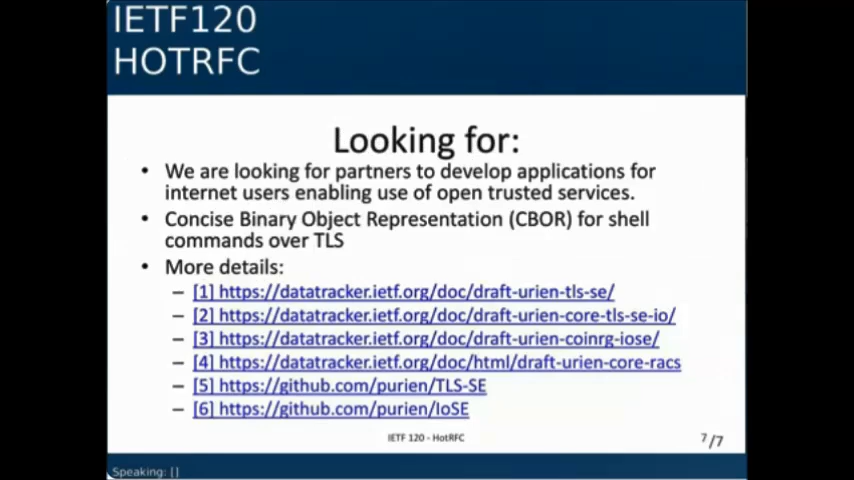 IETF120
HOTRFC
Looking for:
• We are looking for partners to develop applications for
internet users enabling use of open trusted services.
• Concise Binary Object Representation (CBOR) for shell
commands over TLS
• More details:
– [1] https://datatracker.ietf.org/doc/draft-urien-tls-se/
– [2] https://datatracker.ietf.org/doc/draft-urien-core-tls-se-io/
– [3] https://datatracker.ietf.org/doc/draft-urien-coinrg-iose/
– [4] https://datatracker.ietf.org/doc/html/draft-urien-core-racs
– [5] https://github.com/purien/TLS-SE
– [6] https://github.com/purien/IoSE
IETF 120 - HotRFC
7/7
Speaking: []